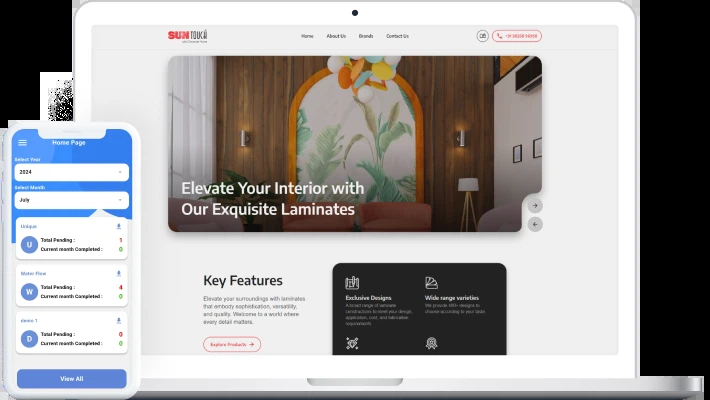 SUN TOUCH
Home
About Us
Brands
Contact Us
Elevate Your Interior with
Our Exquisite Laminates
Key Features
Elevate your surroundings with laminates
that embody sophistication, versatility,
and quality. Welcome to a world where
every detail matters.
Explore Products
Exclusive Designs
A broad range of laminate
constructions to meet your design,
application, cost, and fabrication
requirements.
Wide range varieties
We provide 400+ designs to
choose according to your taste.
Home Page
Select Year
2024
Select Month
July
Unique
U
Total Pending : 1
Current month Completed : 0
Water Flow
W
Total Pending : 4
Current month Completed : 0
demo 1
D
Total Pending : 0
Current month Completed : 0
View All